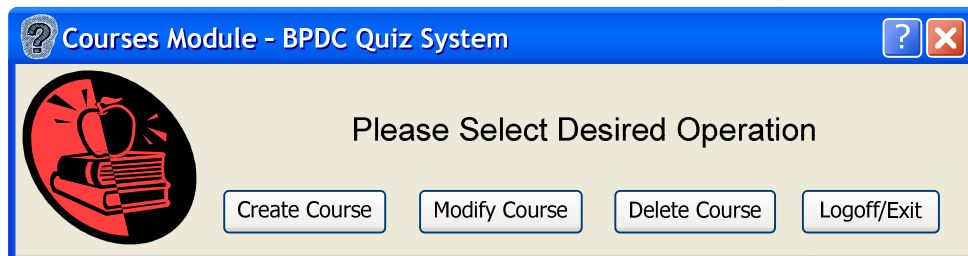 Courses Module – BPDC Quiz System ?
Please Select Desired Operation
Create Course Modify Course Delete Course Logoff/Exit